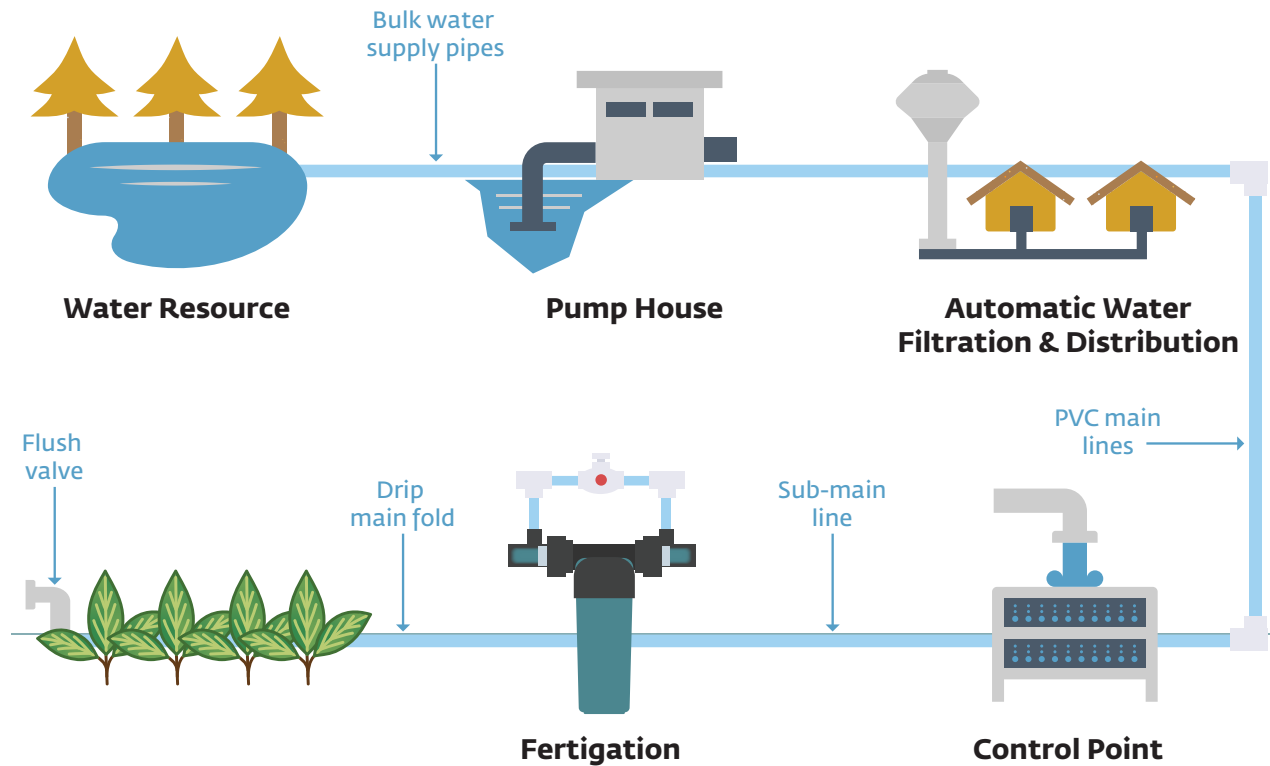 Bulk water
supply pipes
Water Resource
Pump House
Automatic Water
Filtration & Distribution
PVC main
lines
Flush
valve
Drip
main fold
Sub-main
line
Fertigation
Control Point